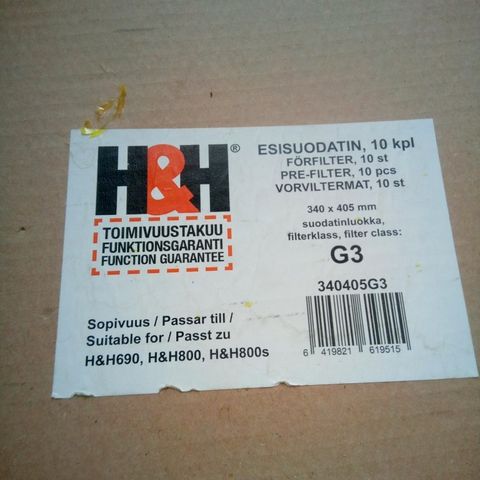 H&H®
TOIMIVUUSTAKUU
FUNKTIONSGARANTI
FUNCTION GUARANTEE
Sopivuus / Passar till /
Suitable for / Passt zu
H&H690, H&H800, H&H800s
ESISUODATIN, 10 kpl
FÖRFILTER, 10 st
PRE-FILTER, 10 pcs
VORVILTERMAT, 10 st
340 x 405 mm
suodatinluokka,
filterklass, filter class:
G3
340405G3
6 419821 619515